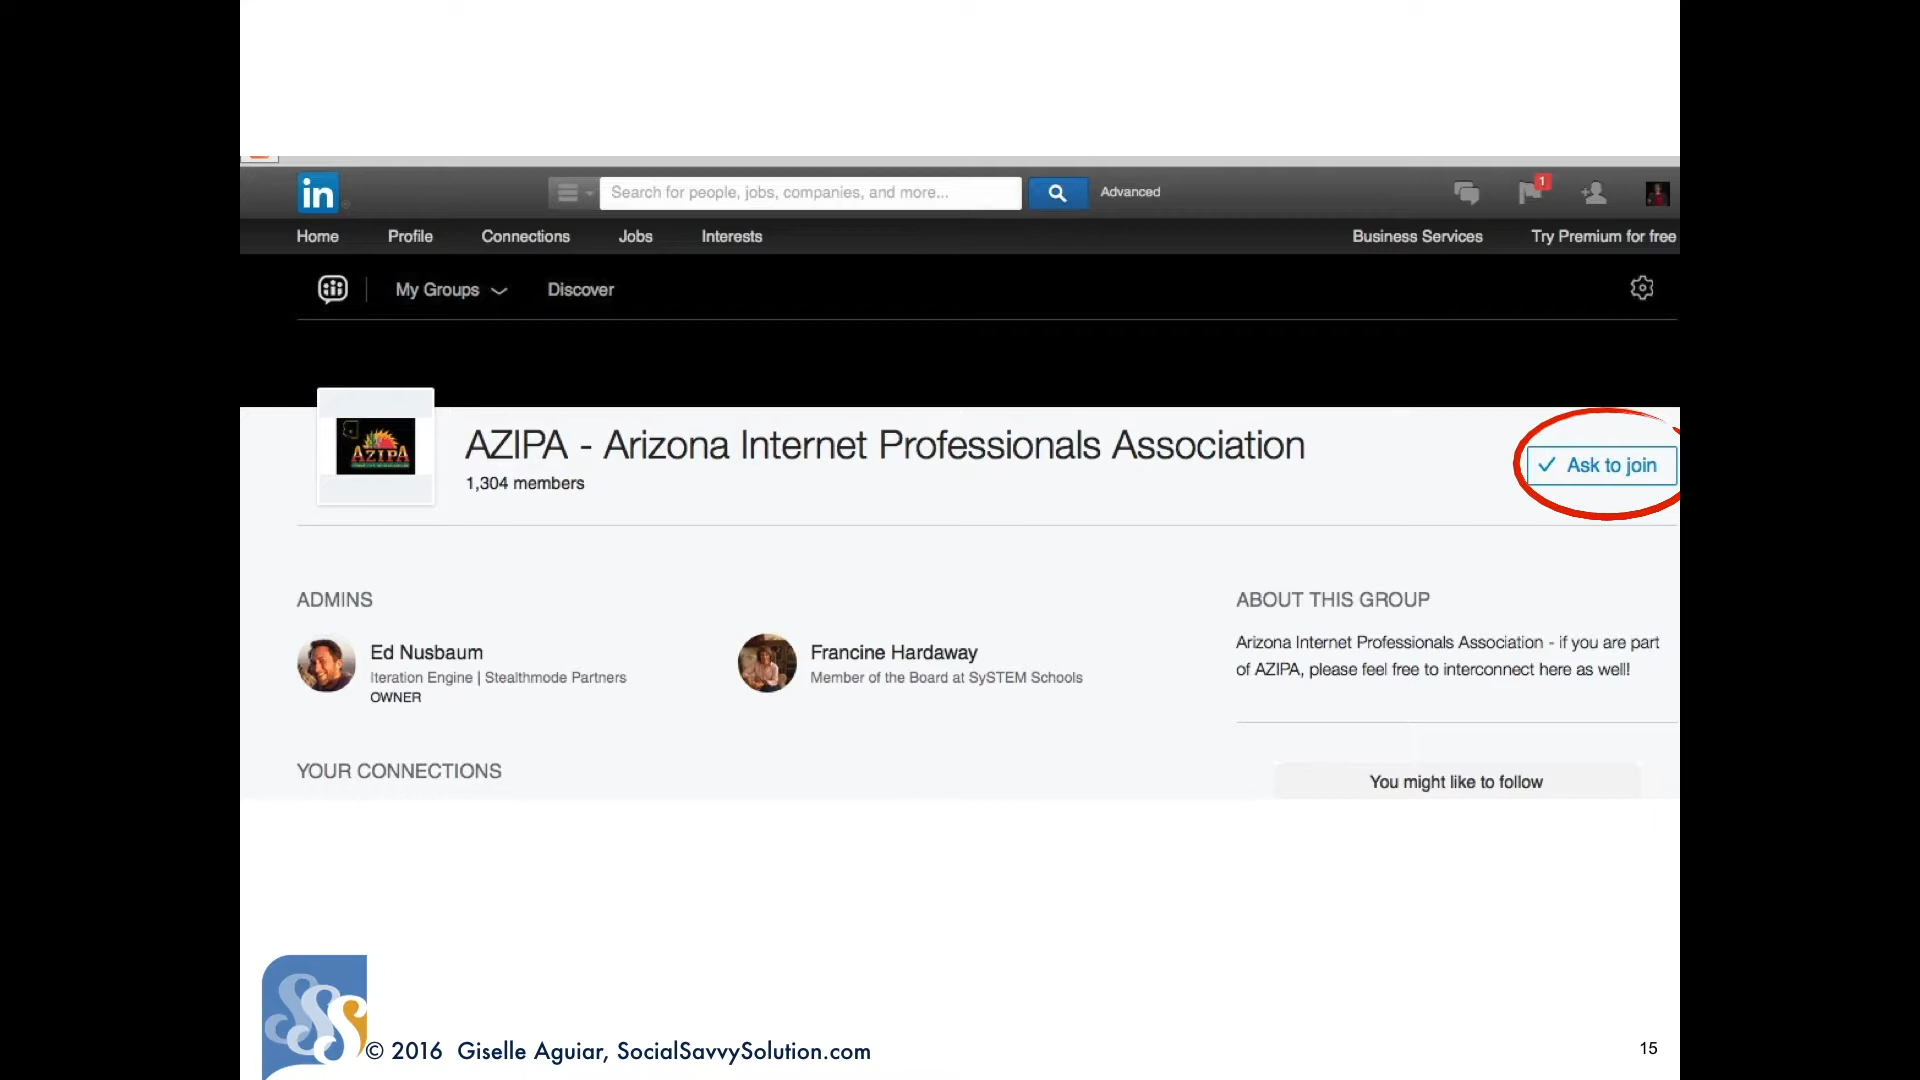 in
Search for people, jobs, companies, and more...
Advanced
1
Home
Profile
Connections
Jobs
Interests
Business Services
Try Premium for free
My Groups
Discover
AZIPA
AZIPA - Arizona Internet Professionals Association
1,304 members
Ask to join
ADMINS
Ed Nusbaum
Iteration Engine | Stealthmode Partners
OWNER
Francine Hardaway
Member of the Board at SySTEM Schools
ABOUT THIS GROUP
Arizona Internet Professionals Association - if you are part
of AZIPA, please feel free to interconnect here as well!
YOUR CONNECTIONS
You might like to follow
SSS
© 2016 Giselle Aguiar, SocialSavvySolution.com
15